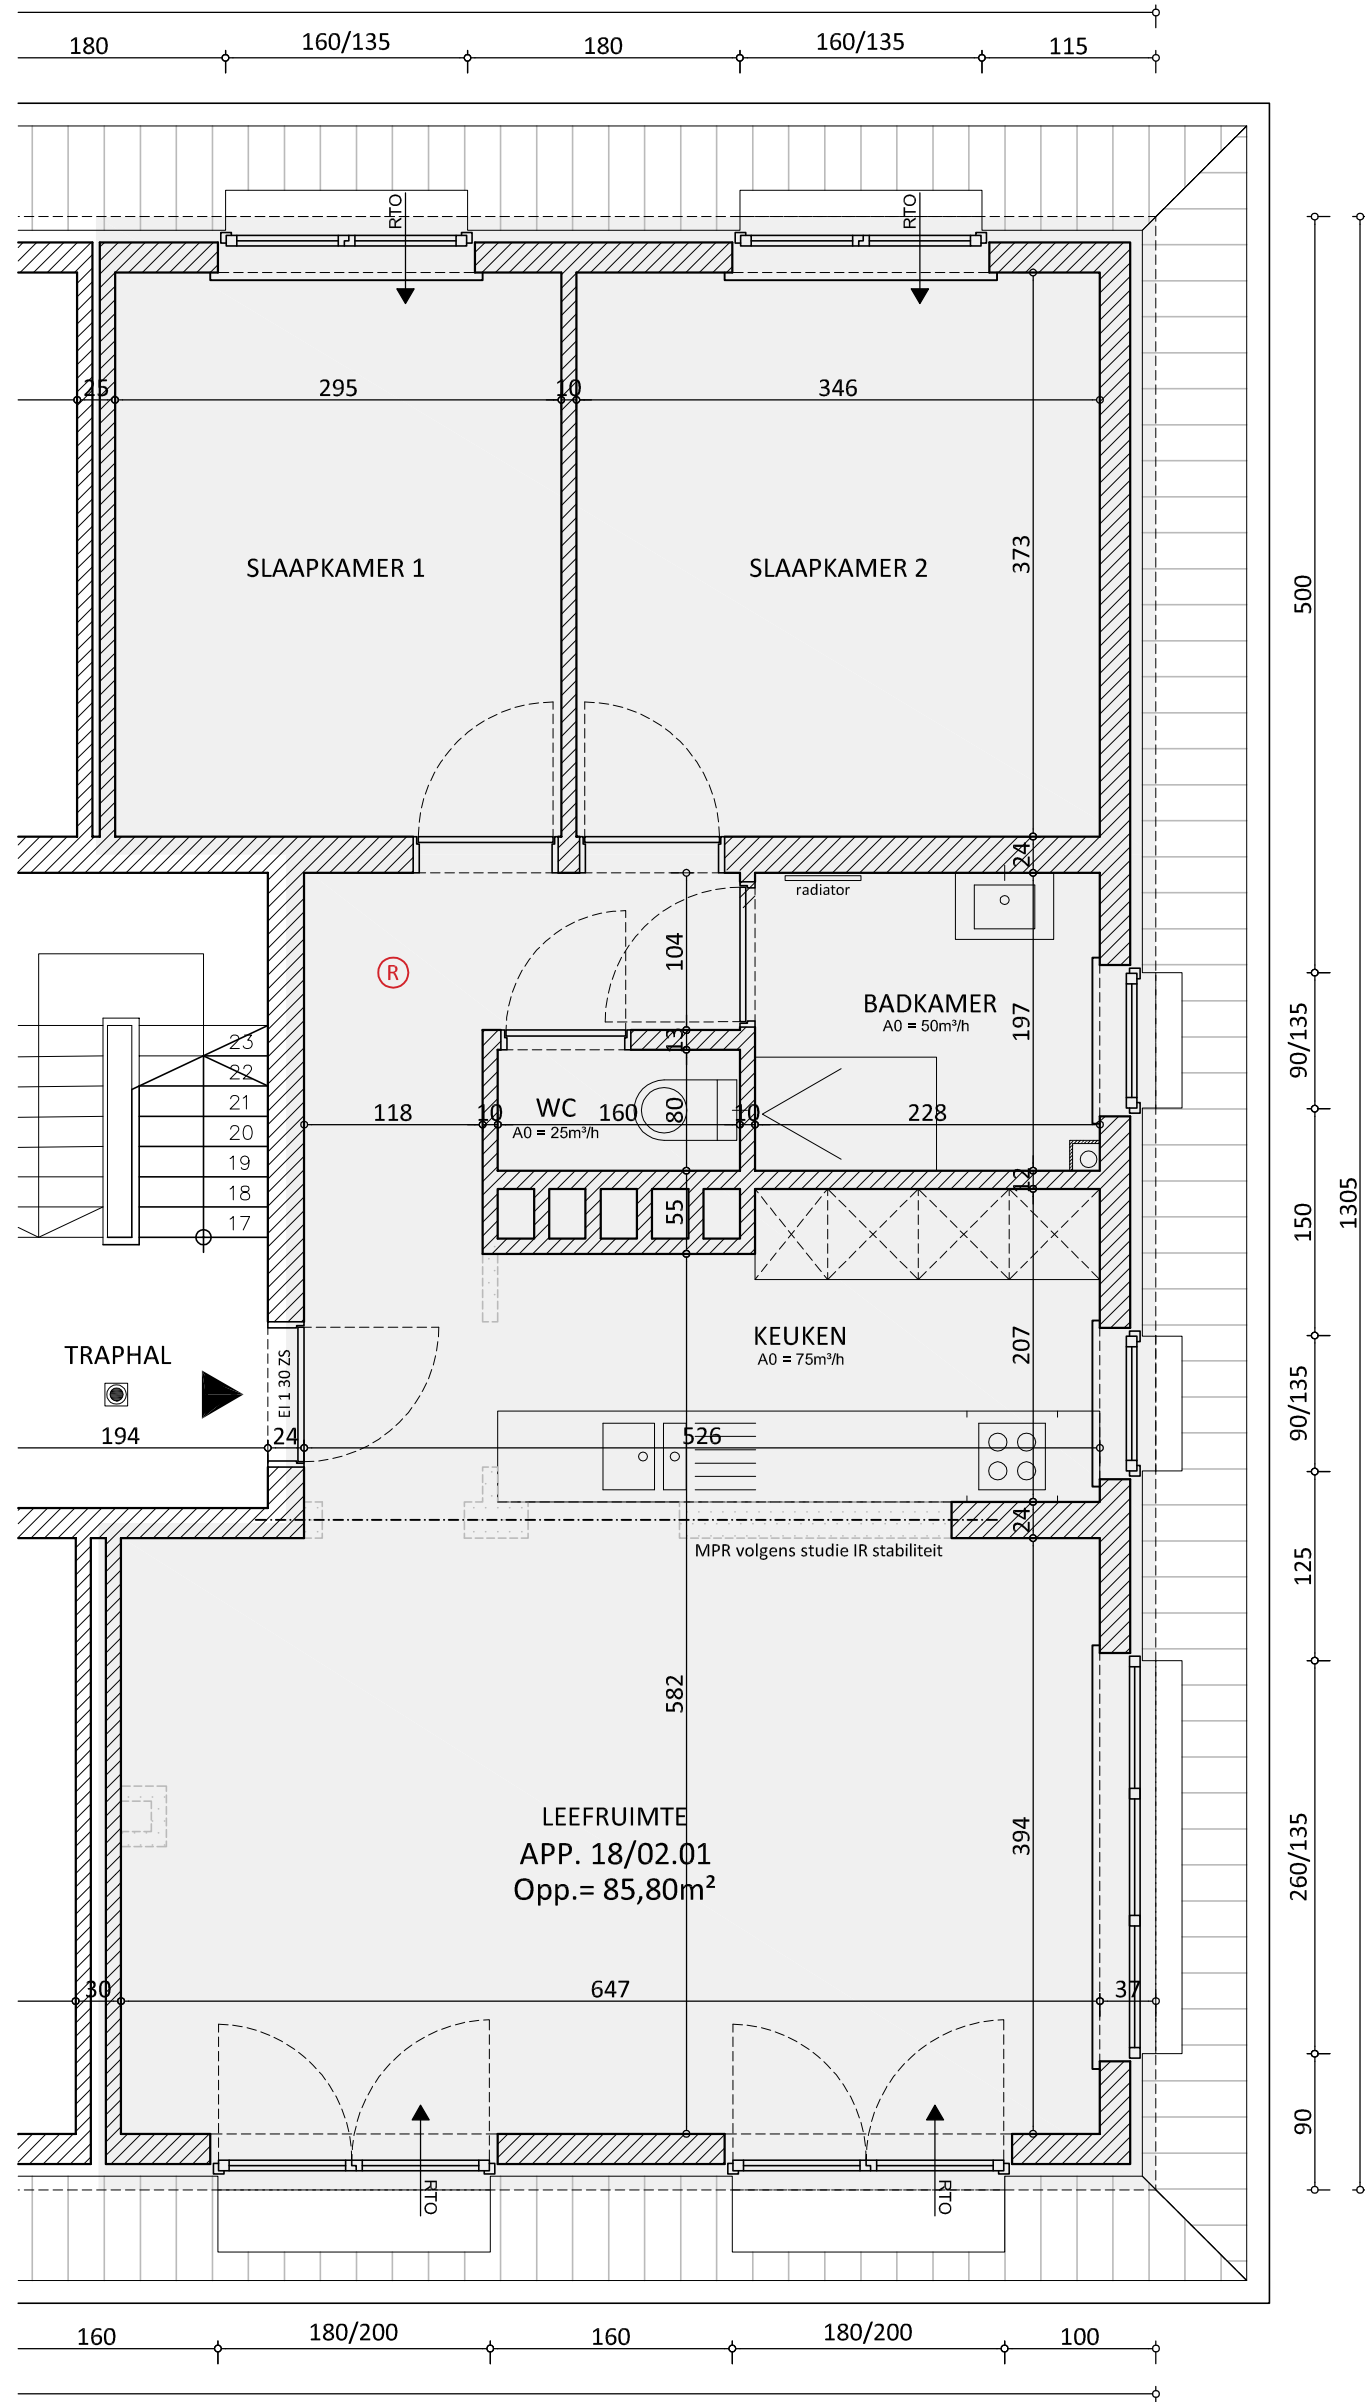 180
160/135
180
160/135
115
RTO
RTO
25
295
10
346
SLAAPKAMER 1
SLAAPKAMER 2
373
500
24
radiator
104
R
BADKAMER
A0 = 50m³/h
197
90/135
13
23
22
21
20
19
18
17
118
10
WC
A0 = 25m³/h
160
80
10
228
12
55
150
1305
TRAPHAL
EI 1 30 ZS
KEUKEN
A0 = 75m³/h
207
90/135
194
24
526
24
MPR volgens studie IR stabiliteit
125
582
LEEFRUIMTE
APP. 18/02.01
Opp.= 85,80m²
394
260/135
30
647
37
90
RTO
RTO
160
180/200
160
180/200
100